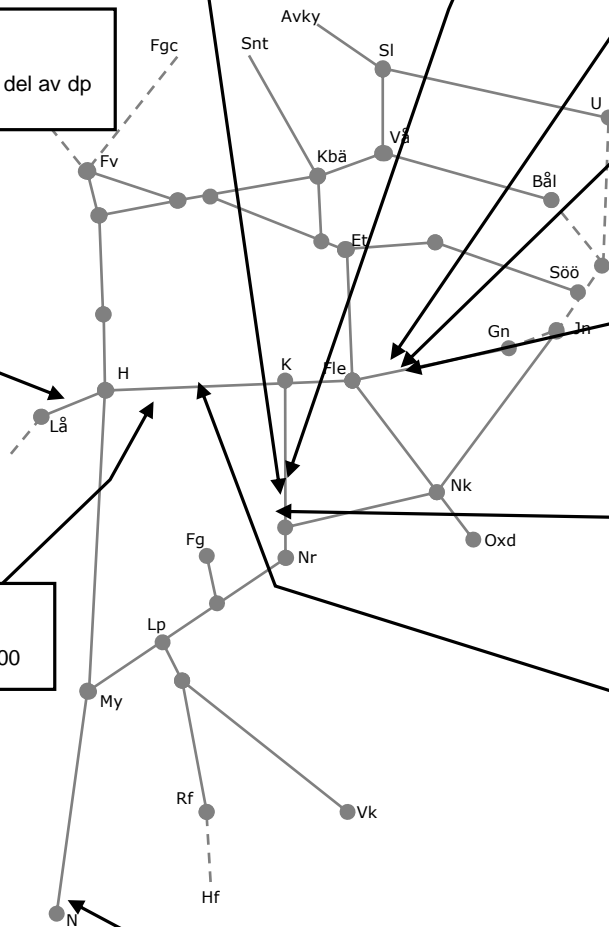 Avky
Fgc
Snt
Sl
del av dp
U
Vå
Fv
Kbä
Bål
Et
Söö
Gn
Jn
H
K
Fle
Lå
Nk
Fg
Nr
Oxd
Lp
00
My
Rf
Vk
Hf
N